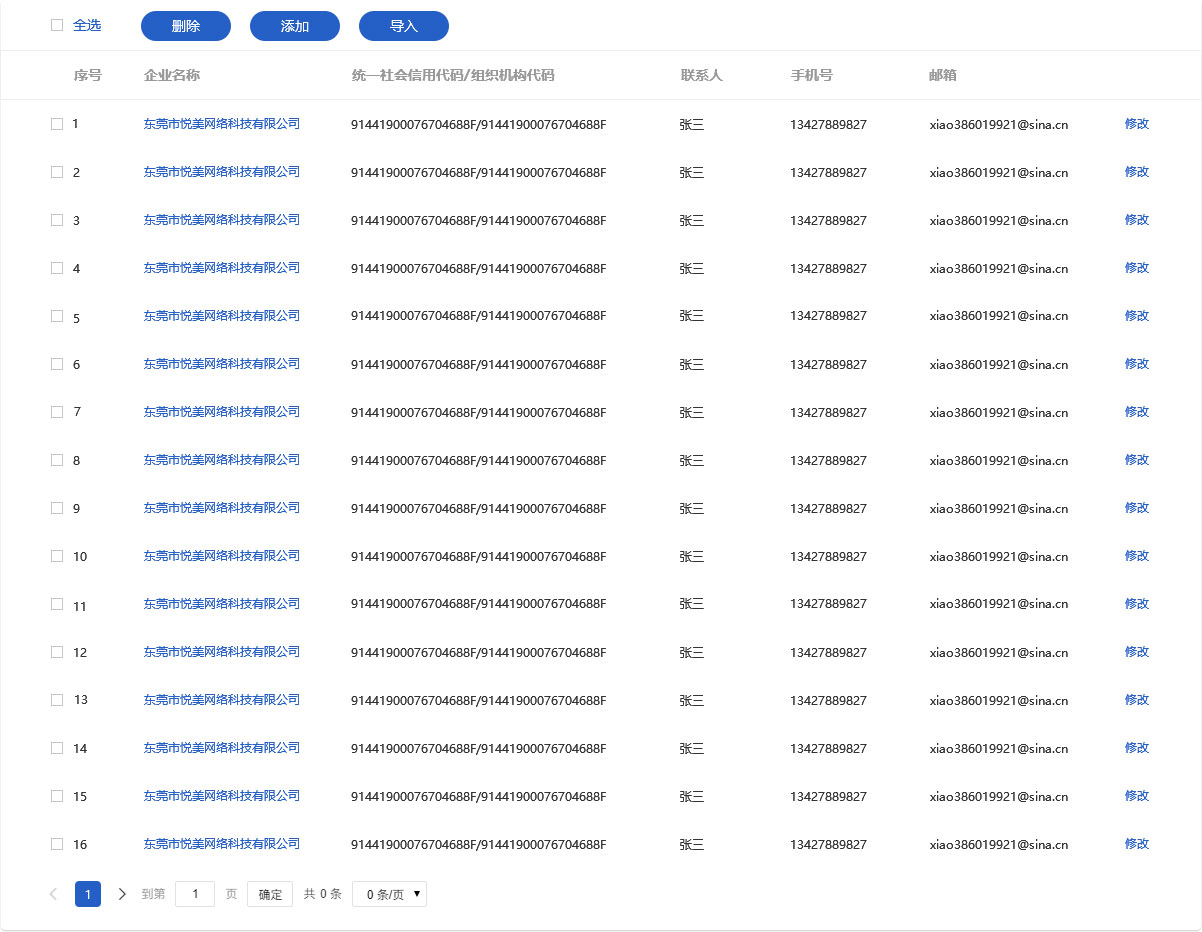 全选 删除 添加 导入
序号 企业名称 统一社会信用代码/组织机构代码 联系人 手机号 邮箱
1 东莞市悦美网络科技有限公司 91441900076704688F/91441900076704688F 张三 13427889827 xiao386019921@sina.cn 修改
2 东莞市悦美网络科技有限公司 91441900076704688F/91441900076704688F 张三 13427889827 xiao386019921@sina.cn 修改
3 东莞市悦美网络科技有限公司 91441900076704688F/91441900076704688F 张三 13427889827 xiao386019921@sina.cn 修改
4 东莞市悦美网络科技有限公司 91441900076704688F/91441900076704688F 张三 13427889827 xiao386019921@sina.cn 修改
5 东莞市悦美网络科技有限公司 91441900076704688F/91441900076704688F 张三 13427889827 xiao386019921@sina.cn 修改
6 东莞市悦美网络科技有限公司 91441900076704688F/91441900076704688F 张三 13427889827 xiao386019921@sina.cn 修改
7 东莞市悦美网络科技有限公司 91441900076704688F/91441900076704688F 张三 13427889827 xiao386019921@sina.cn 修改
8 东莞市悦美网络科技有限公司 91441900076704688F/91441900076704688F 张三 13427889827 xiao386019921@sina.cn 修改
9 东莞市悦美网络科技有限公司 91441900076704688F/91441900076704688F 张三 13427889827 xiao386019921@sina.cn 修改
10 东莞市悦美网络科技有限公司 91441900076704688F/91441900076704688F 张三 13427889827 xiao386019921@sina.cn 修改
11 东莞市悦美网络科技有限公司 91441900076704688F/91441900076704688F 张三 13427889827 xiao386019921@sina.cn 修改
12 东莞市悦美网络科技有限公司 91441900076704688F/91441900076704688F 张三 13427889827 xiao386019921@sina.cn 修改
13 东莞市悦美网络科技有限公司 91441900076704688F/91441900076704688F 张三 13427889827 xiao386019921@sina.cn 修改
14 东莞市悦美网络科技有限公司 91441900076704688F/91441900076704688F 张三 13427889827 xiao386019921@sina.cn 修改
15 东莞市悦美网络科技有限公司 91441900076704688F/91441900076704688F 张三 13427889827 xiao386019921@sina.cn 修改
16 东莞市悦美网络科技有限公司 91441900076704688F/91441900076704688F 张三 13427889827 xiao386019921@sina.cn 修改
1 到第 1 页 确定 共 0 条 0 条/页